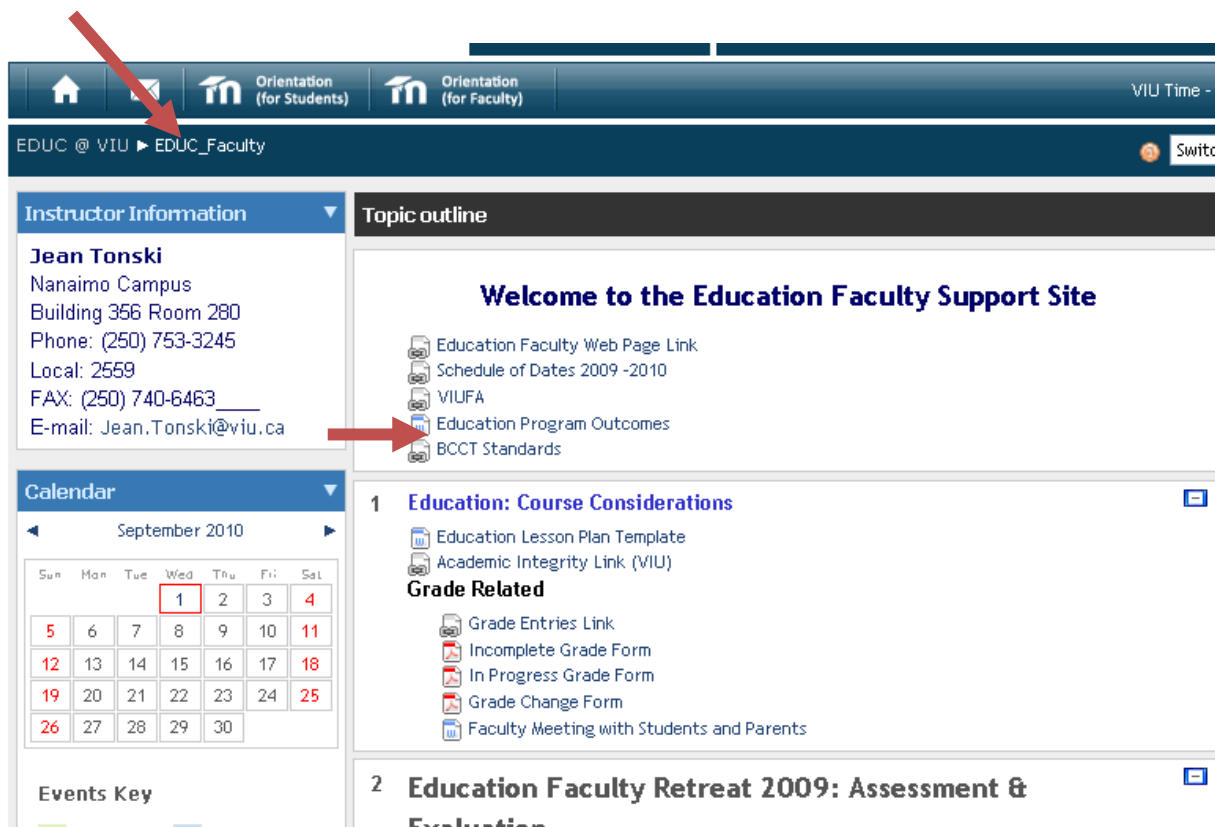 Orientation
(for Students)
Orientation
(for Faculty)
VIU Time -
EDUC @ VIU ► EDUC_Faculty
Instructor Information
Jean Tonski
Nanaimo Campus
Building 356 Room 280
Phone: (250) 753-3245
Local: 2559
FAX: (250) 740-6463____
E-mail: Jean.Tonski@viu.ca
Calendar
September 2010
Sun Mon Tue Wed Thu Fri Sat
1 2 3 4
5 6 7 8 9 10 11
12 13 14 15 16 17 18
19 20 21 22 23 24 25
26 27 28 29 30
Events Key
Topic outline
Welcome to the Education Faculty Support Site
Education Faculty Web Page Link
Schedule of Dates 2009 -2010
VIUFA
Education Program Outcomes
BCCT Standards
1 Education: Course Considerations
Education Lesson Plan Template
Academic Integrity Link (VIU)
Grade Related
Grade Entries Link
Incomplete Grade Form
In Progress Grade Form
Grade Change Form
Faculty Meeting with Students and Parents
2 Education Faculty Retreat 2009: Assessment &
Evaluation